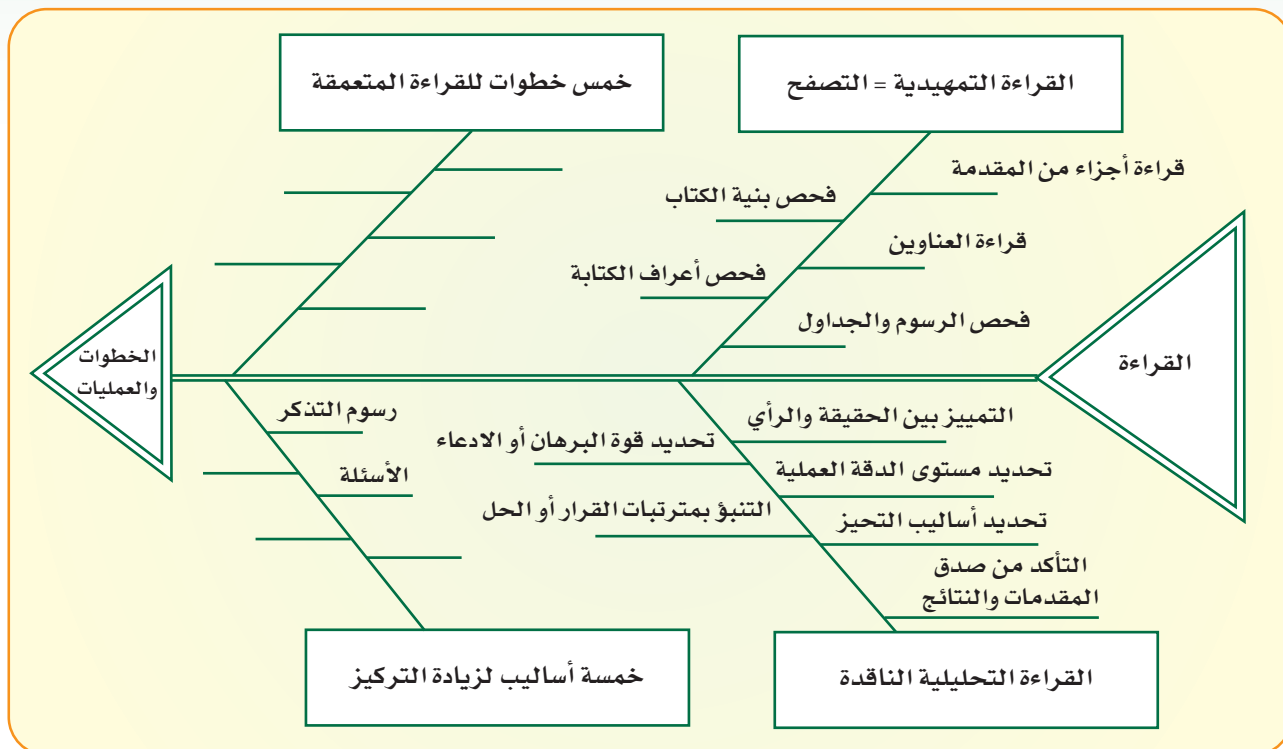 القراءة التمهيدية = التصفح
خمس خطوات للقراءة المتعمقة
قراءة أجزاء من المقدمة
فحص بنية الكتاب
قراءة العناوين
فحص أعراف الكتابة
فحص الرسوم والجداول
القراءة
الخطوات
والعمليات
التمييز بين الحقيقة والرأي
تحديد قوة البرهان أو الادعاء
تحديد مستوى الدقة العملية
التنبؤ بمترتبات القرار أو الحل
تحديد أساليب التحيز
التأكد من صدق
المقدمات والنتائج
رسوم التذكر
الأسئلة
القراءة التحليلية الناقدة
خمسة أساليب لزيادة التركيز